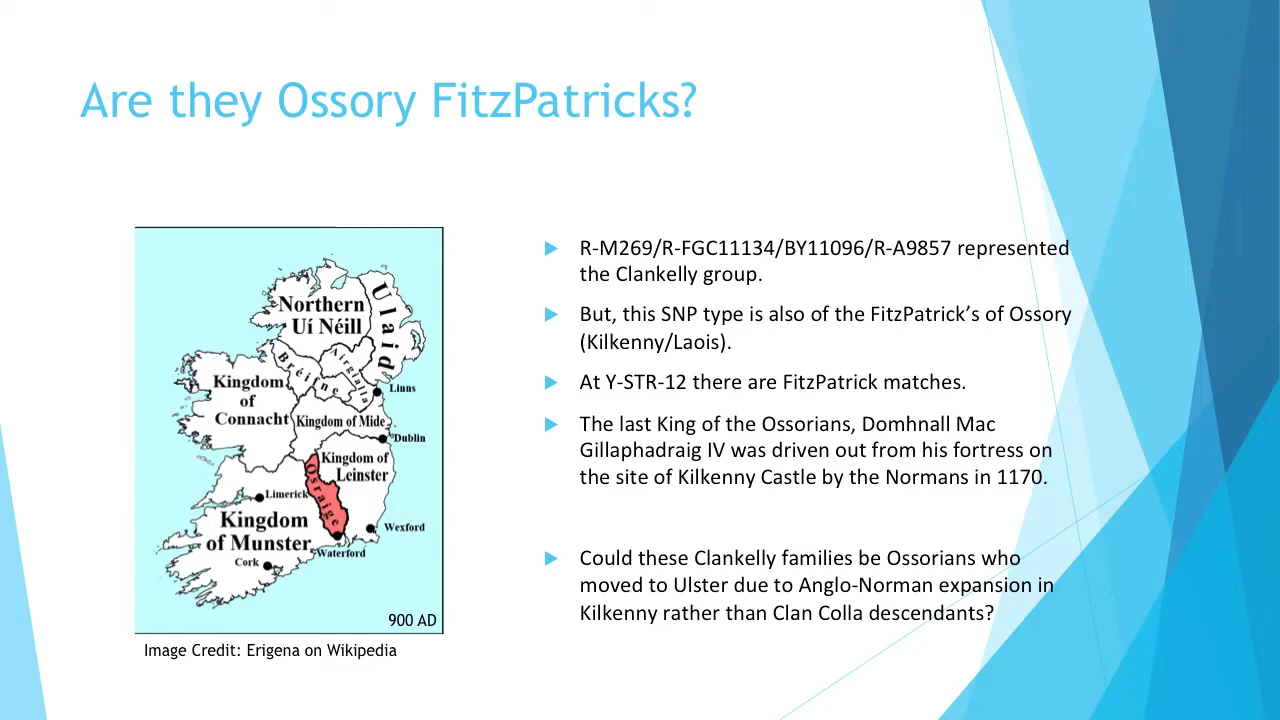 Are they Ossory FitzPatricks?
Northern
Uí Néill
Ulaid
Bréifne
Airgíalla
Kingdom
of
Connacht
Linns
Kingdom of Mide
Dublin
Kingdom of
Leinster
Osraige
Limerick
Kingdom
of Munster
Wexford
Waterford
Cork
900 AD
Image Credit: Erigena on Wikipedia
R-M269/R-FGC11134/BY11096/R-A9857 represented
the Clankelly group.
But, this SNP type is also of the FitzPatrick’s of Ossory
(Kilkenny/Laois).
At Y-STR-12 there are FitzPatrick matches.
The last King of the Ossorians, Domhnall Mac
Gillaphadraig IV was driven out from his fortress on
the site of Kilkenny Castle by the Normans in 1170.
Could these Clankelly families be Ossorians who
moved to Ulster due to Anglo-Norman expansion in
Kilkenny rather than Clan Colla descendants?